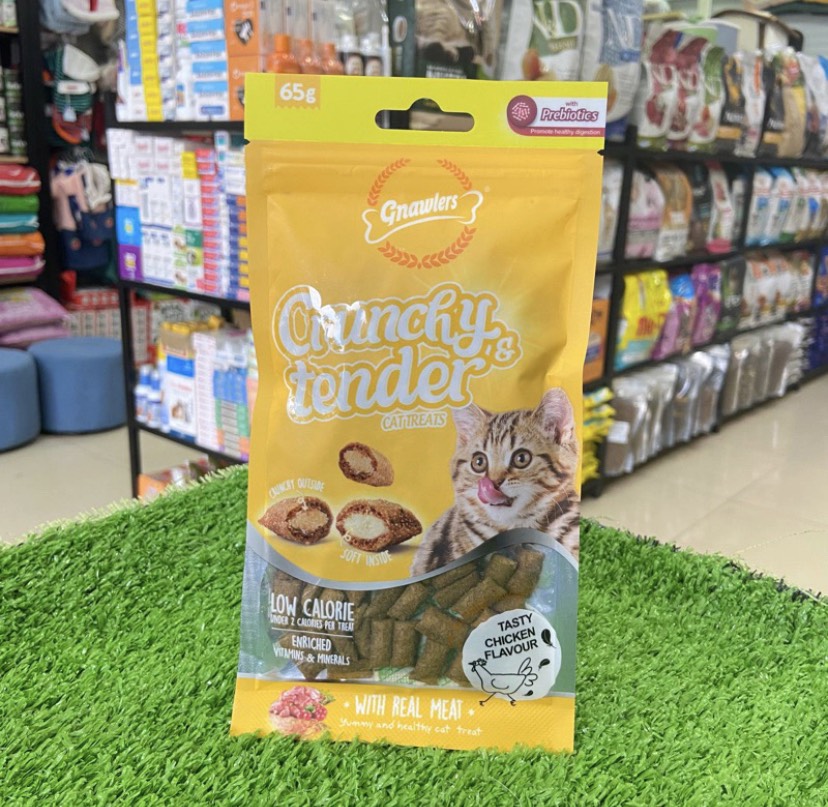 65g
with
Prebiotics
Promote healthy digestion
Gnawlers
Crunchy &
tender
CAT TREATS
CRUNCHY OUTSIDE
&
SOFT INSIDE
LOW CALORIE
UNDER 2 CALORIES PER TREAT
ENRICHED
VITAMINS & MINERALS
TASTY
CHICKEN
FLAVOUR
WITH REAL MEAT
Yummy and healthy cat treat
N&D